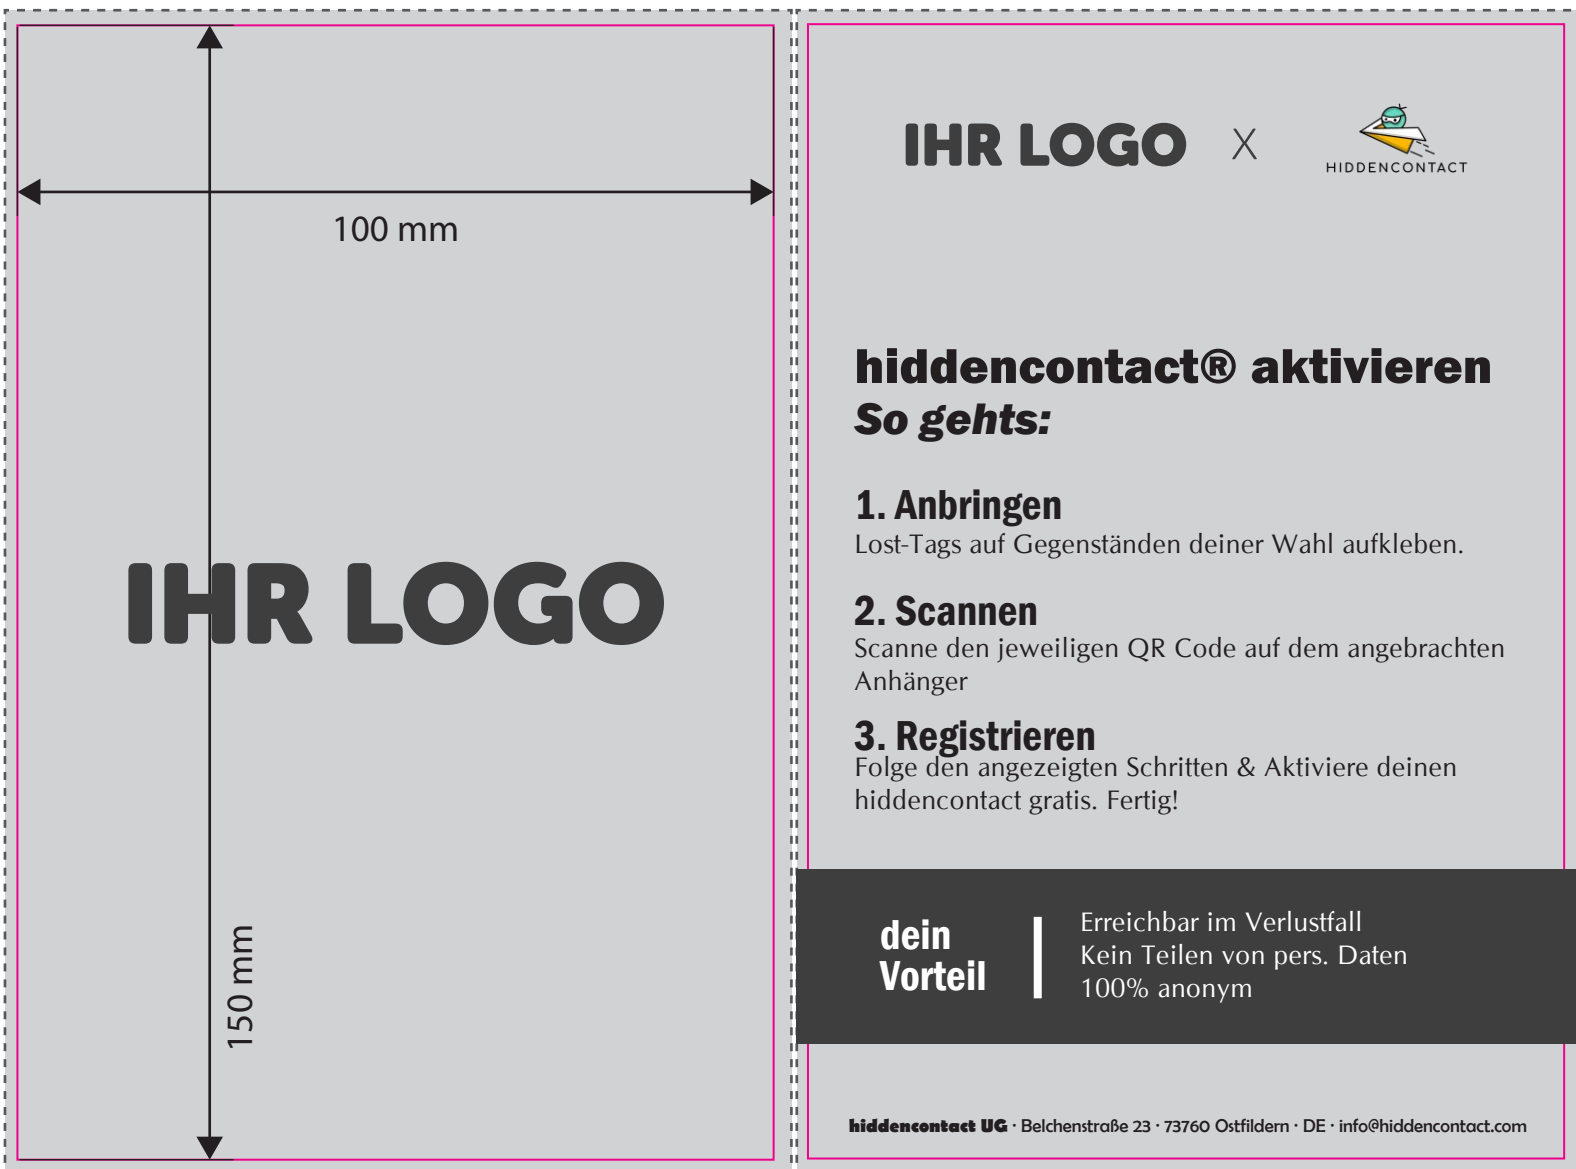 100 mm
IHR LOGO
150 mm
IHR LOGO X
HIDDENCONTACT
hiddencontact® aktivieren
So gehts:
1. Anbringen
Lost-Tags auf Gegenständen deiner Wahl aufkleben.
2. Scannen
Scanne den jeweiligen QR Code auf dem angebrachten
Anhänger
3. Registrieren
Folge den angezeigten Schritten & Aktiviere deinen
hiddencontact gratis. Fertig!
dein
Vorteil
Erreichbar im Verlustfall
Kein Teilen von pers. Daten
100% anonym
hiddencontact UG · Belchenstraße 23 · 73760 Ostfildern · DE · info@hiddencontact.com